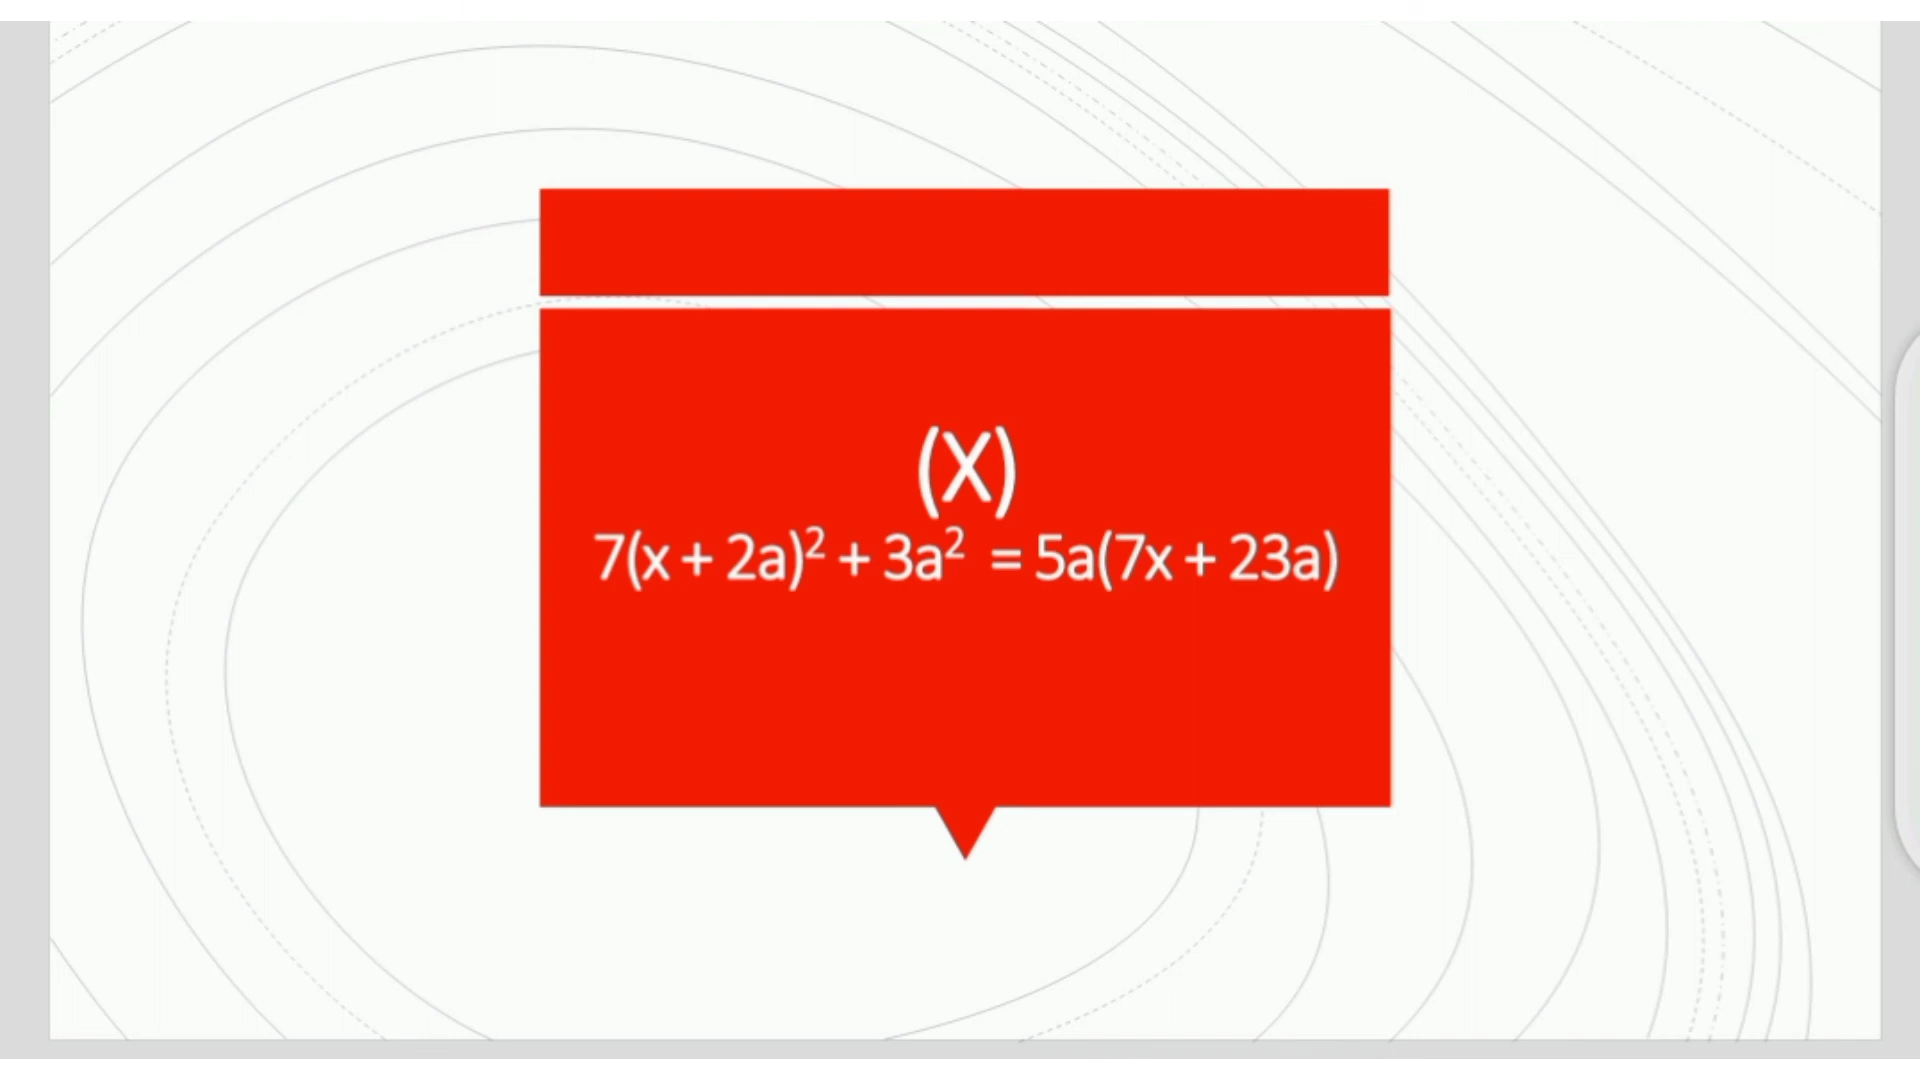 (X)
7(x + 2a)² + 3a² = 5a(7x + 23a)